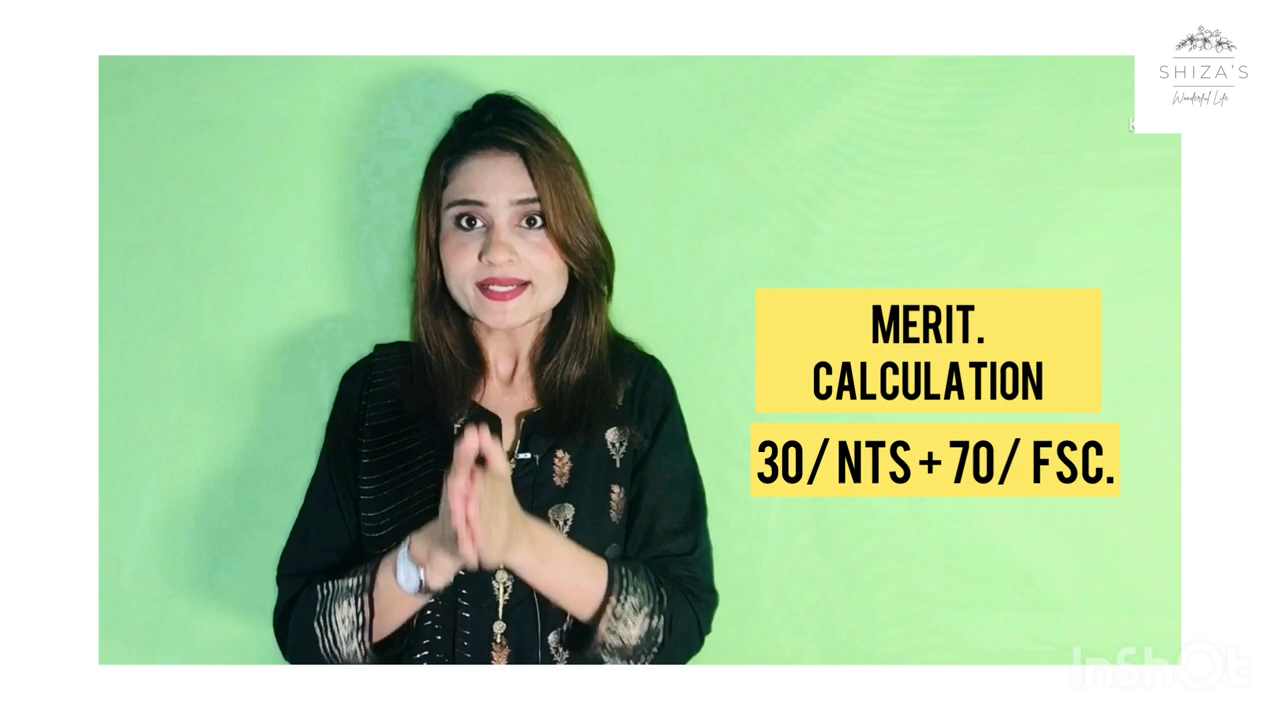 SHIZA'S
Wonderful Life
K
MERIT.
CALCULATION
30/ NTS + 70/ FSC.
InShOt